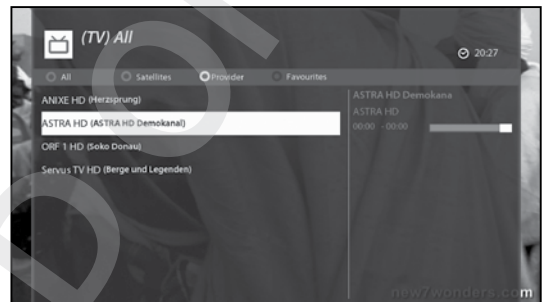 (TV) All
20:27
All Satellites Provider Favourites
ANIXE HD (Herzsprung)
ASTRA HD (ASTRA HD Demokanal)
ORF 1 HD (Soko Donau)
Servus TV HD (Berge und Legenden)
ASTRA HD Demokana
ASTRA HD
00:00 - 00:00
new7wonders.com